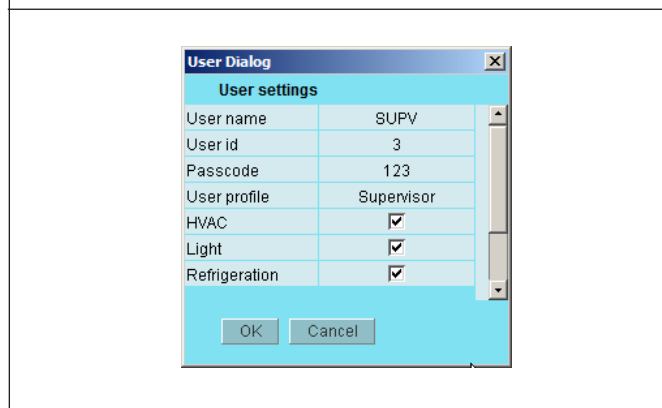 User Dialog
User settings
User name SUPV
User id 3
Passcode 123
User profile Supervisor
HVAC
Light
Refrigeration
OK Cancel